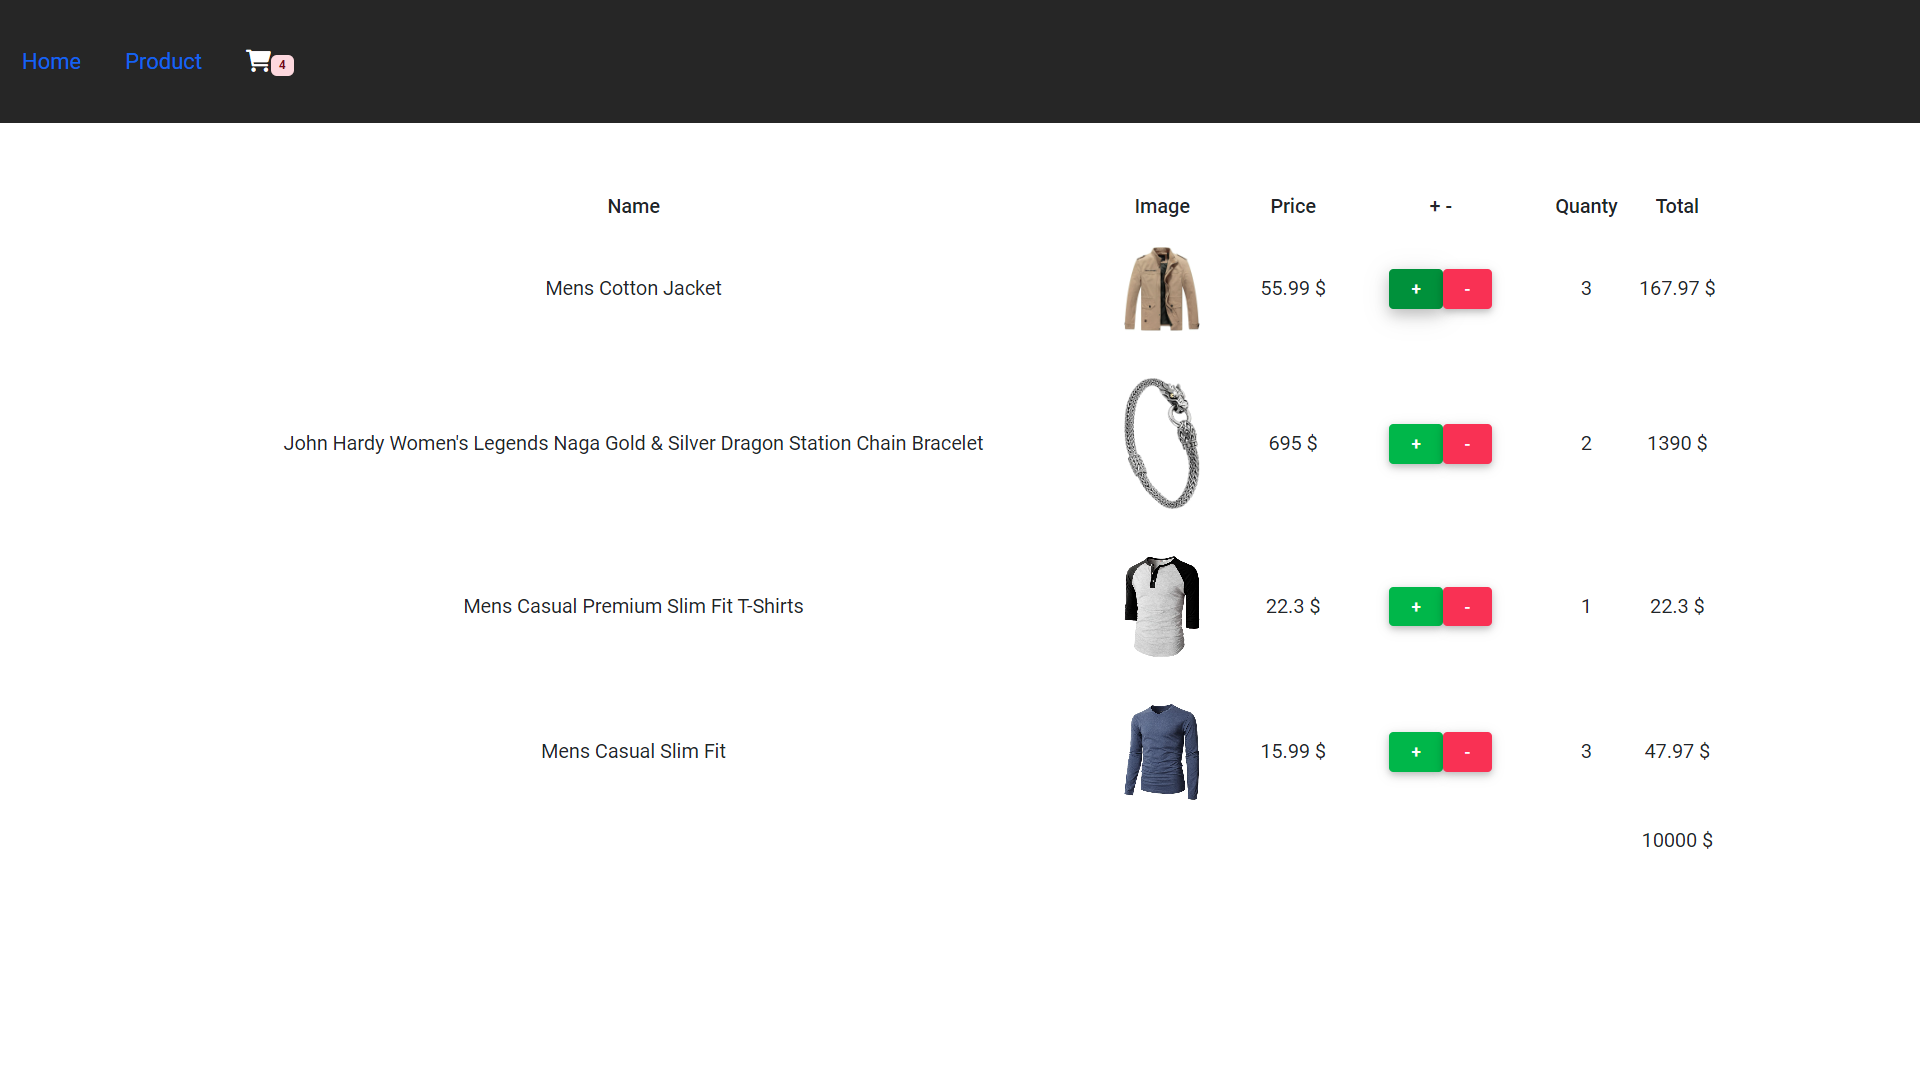 Home Product 4
Name Image Price + - Quanty Total
Mens Cotton Jacket 55.99 $ + - 3 167.97 $
John Hardy Women's Legends Naga Gold & Silver Dragon Station Chain Bracelet 695 $ + - 2 1390 $
Mens Casual Premium Slim Fit T-Shirts 22.3 $ + - 1 22.3 $
Mens Casual Slim Fit 15.99 $ + - 3 47.97 $
10000 $